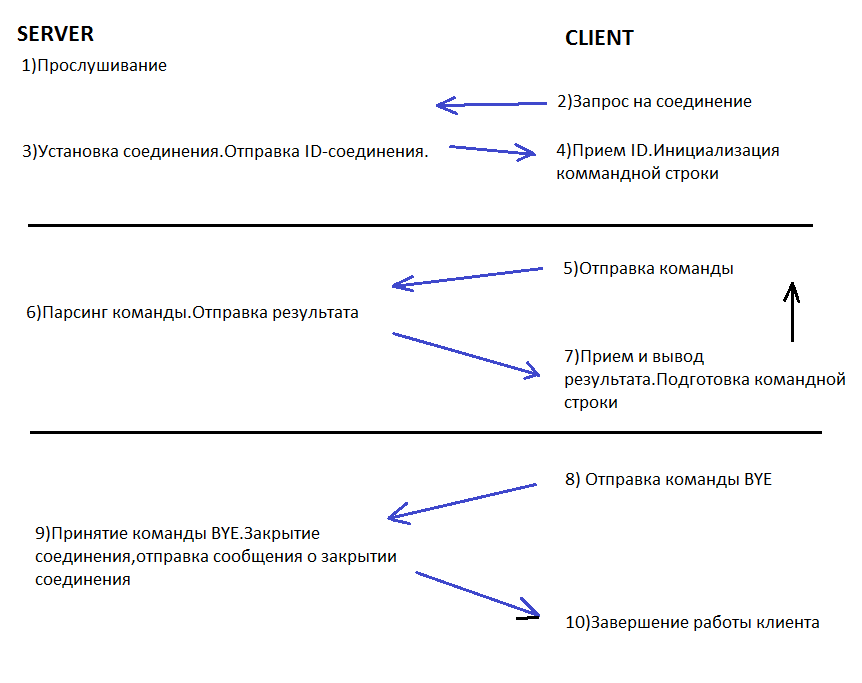 SERVER
CLIENT
1)Прослушивание
2)Запрос на соединение
3)Установка соединения.Отправка ID-соединения.
4)Прием ID.Инициализация
коммандной строки
5)Отправка команды
6)Парсинг команды.Отправка результата
7)Прием и вывод
результата.Подготовка командной
строки
8) Отправка команды BYE
9)Принятие команды BYE.Закрытие
соединения,отправка сообщения о закрытии
соединения
10)Завершение работы клиента